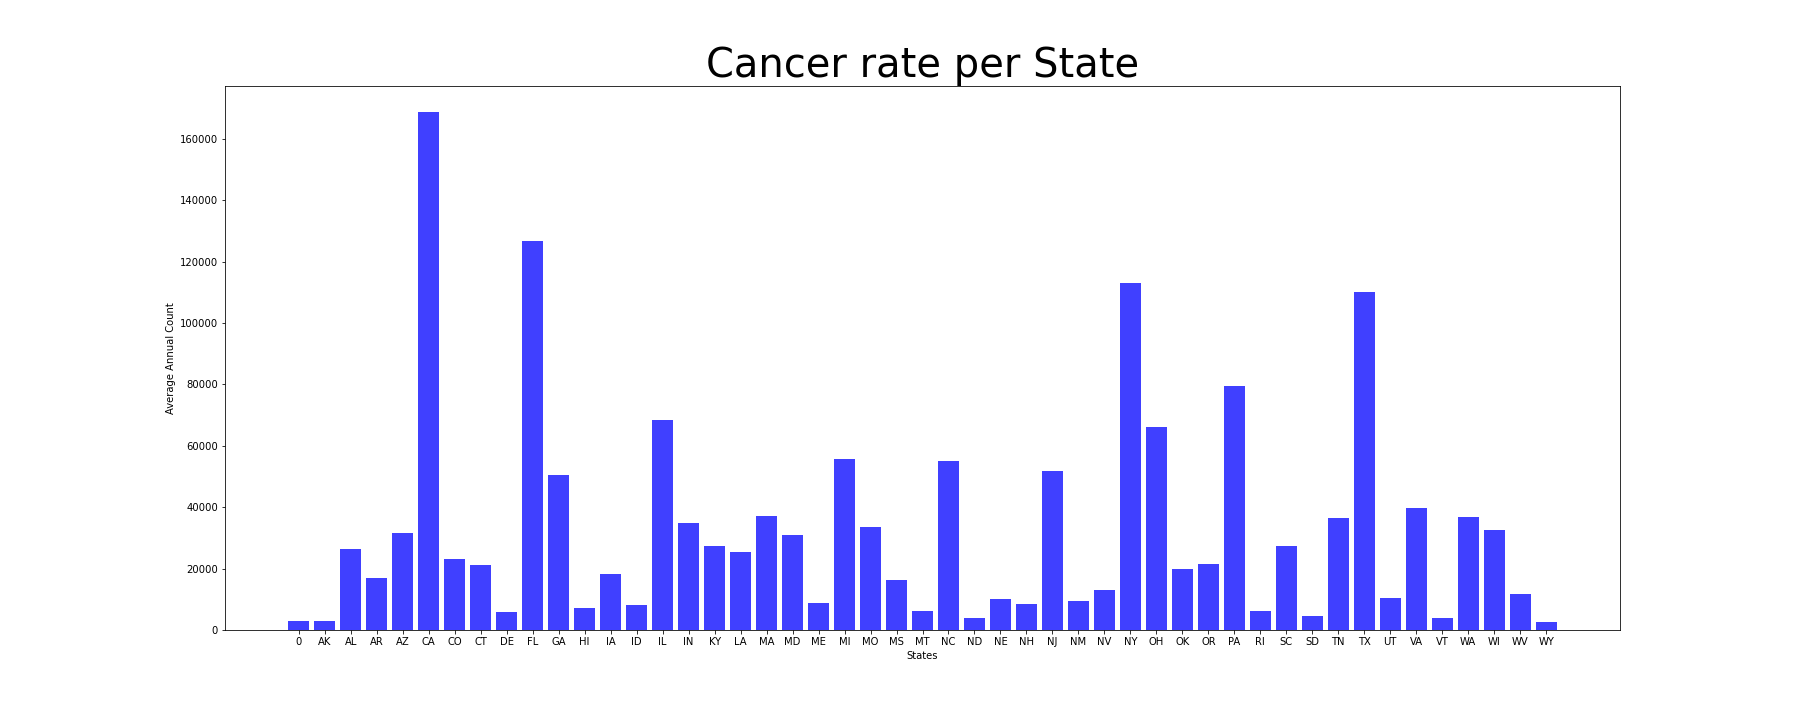 Cancer rate per State
160000
140000
120000
100000
80000
60000
40000
20000
0
Average Annual Count
0 AK AL AR AZ CA CO CT DE FL GA HI IA ID IL IN KY LA MA MD ME MI MO MS MT NC ND NE NH NJ NM NV NY OH OK OR PA RI SC SD TN TX UT VA VT WA WI WV WY
States